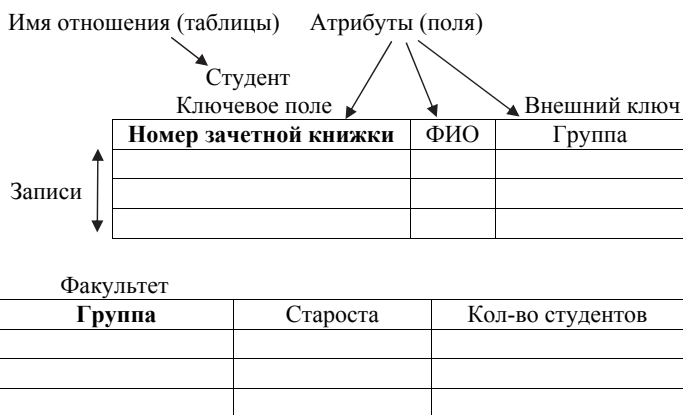 Имя отношения (таблицы) Атрибуты (поля)
Студент
Ключевое поле Внешний ключ
Номер зачетной книжки ФИО Группа
Записи
Факультет
Группа Староста Кол-во студентов